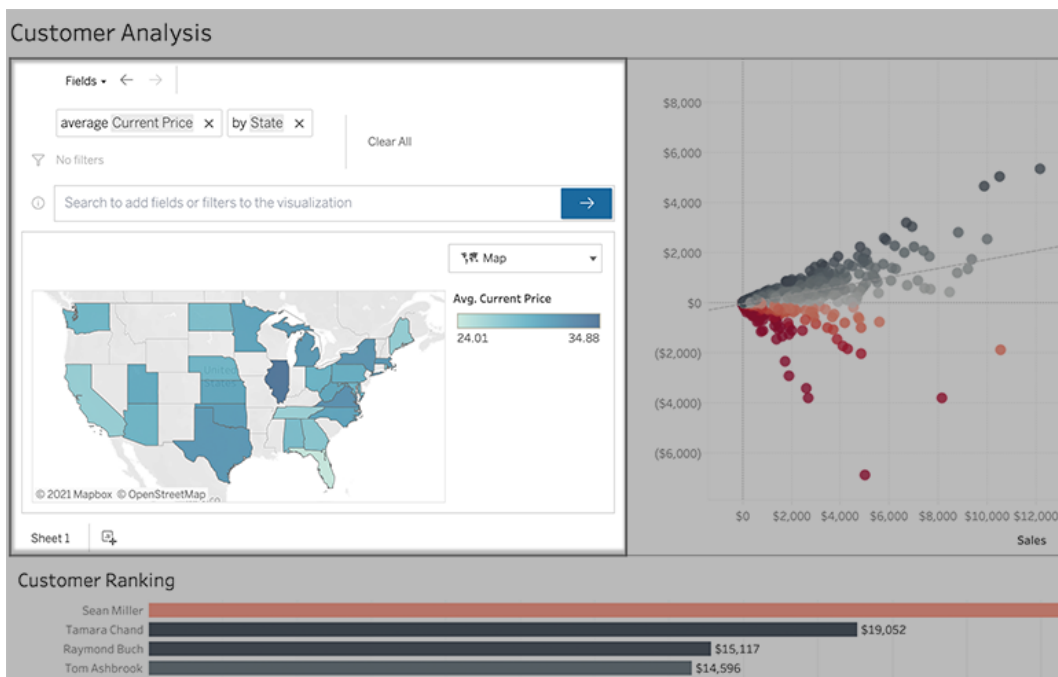 Customer Analysis
Fields
average Current Price × by State ×
Clear All
No filters
Search to add fields or filters to the visualization
Map
Avg. Current Price
24.01 34.88
United
States
© 2021 Mapbox © OpenStreetMap
Sheet 1
$8,000
$6,000
$4,000
$2,000
$0
($2,000)
($4,000)
($6,000)
$0 $2,000 $4,000 $6,000 $8,000 $10,000 $12,000
Sales
Customer Ranking
Sean Miller
Tamara Chand $19,052
Raymond Buch $15,117
Tom Ashbrook $14,596